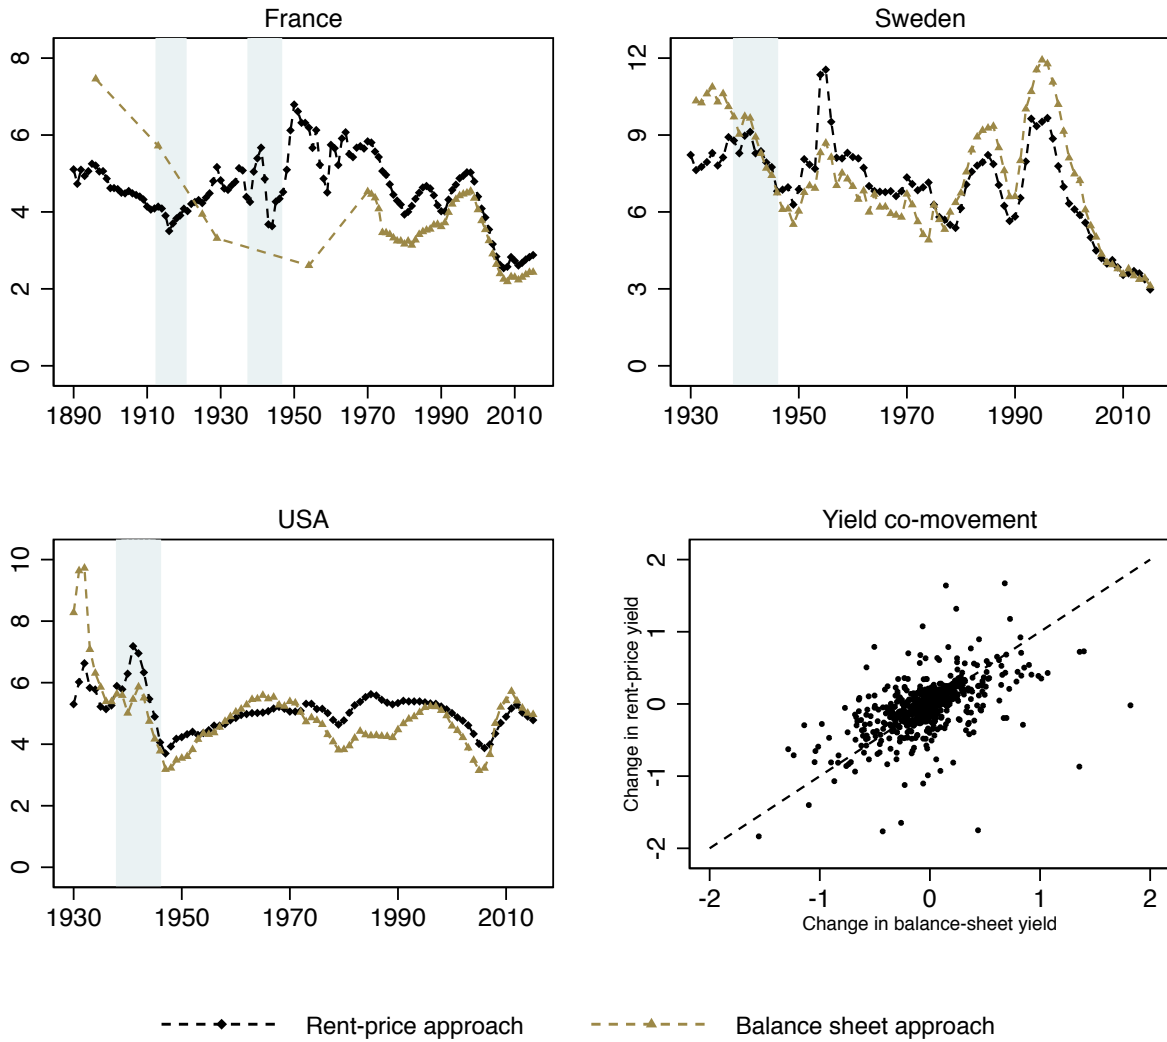 France
8
6
4
2
0
1890 1910 1930 1950 1970 1990 2010
Sweden
12
9
6
3
0
1930 1950 1970 1990 2010
USA
10
8
6
4
2
0
1930 1950 1970 1990 2010
Yield co-movement
Change in rent-price yield
2
1
0
-1
-2
-2 -1 0 1 2
Change in balance-sheet yield
Rent-price approach Balance sheet approach